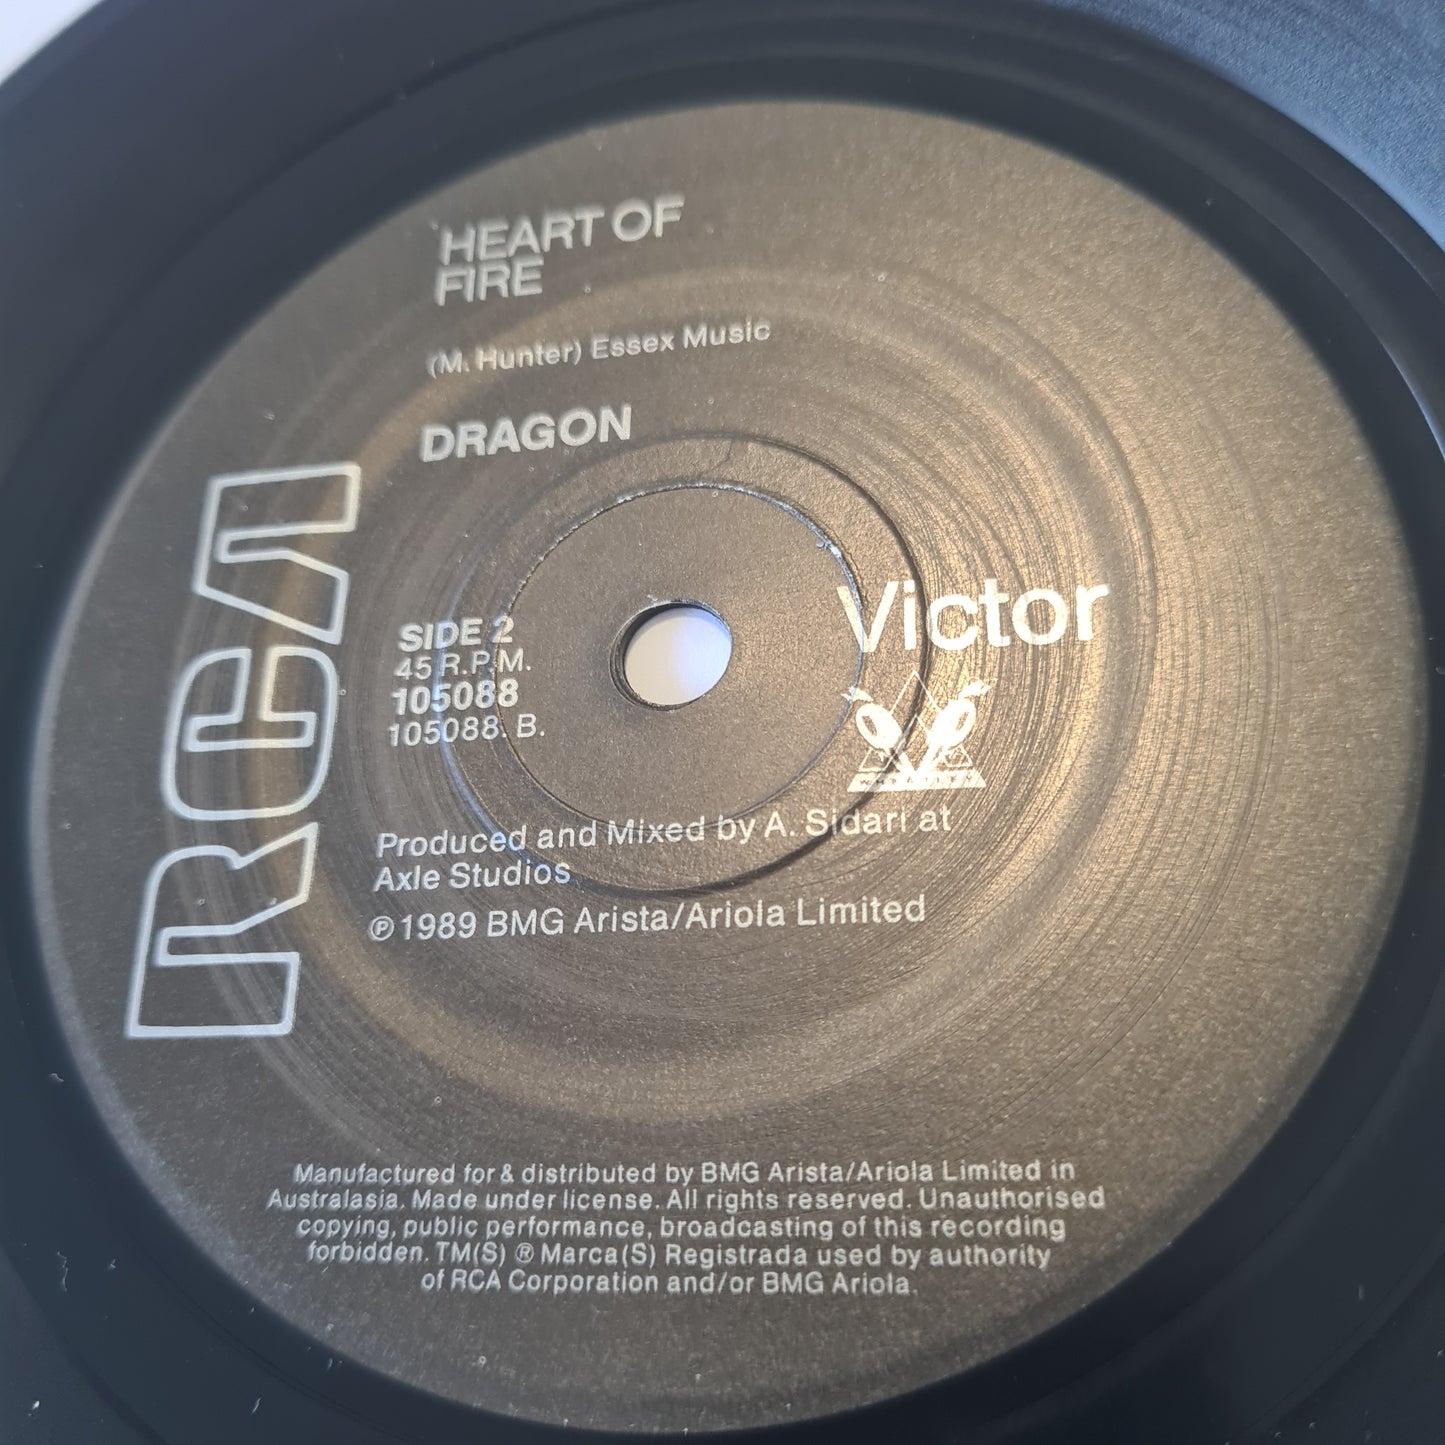 HEART OF
FIRE
(M. Hunter) Essex Music
DRAGON
RCA
SIDE 2
45 R.P.M.
105088
105088. B.
Victor
WHEATLEY
Produced and Mixed by A. Sidari at
Axle Studios
℗ 1989 BMG Arista/Ariola Limited
Manufactured for & distributed by BMG Arista/Ariola Limited in
Australasia. Made under license. All rights reserved. Unauthorised
copying, public performance, broadcasting of this recording
forbidden. TM(S) ® Marca(S) Registrada used by authority
of RCA Corporation and/or BMG Ariola.